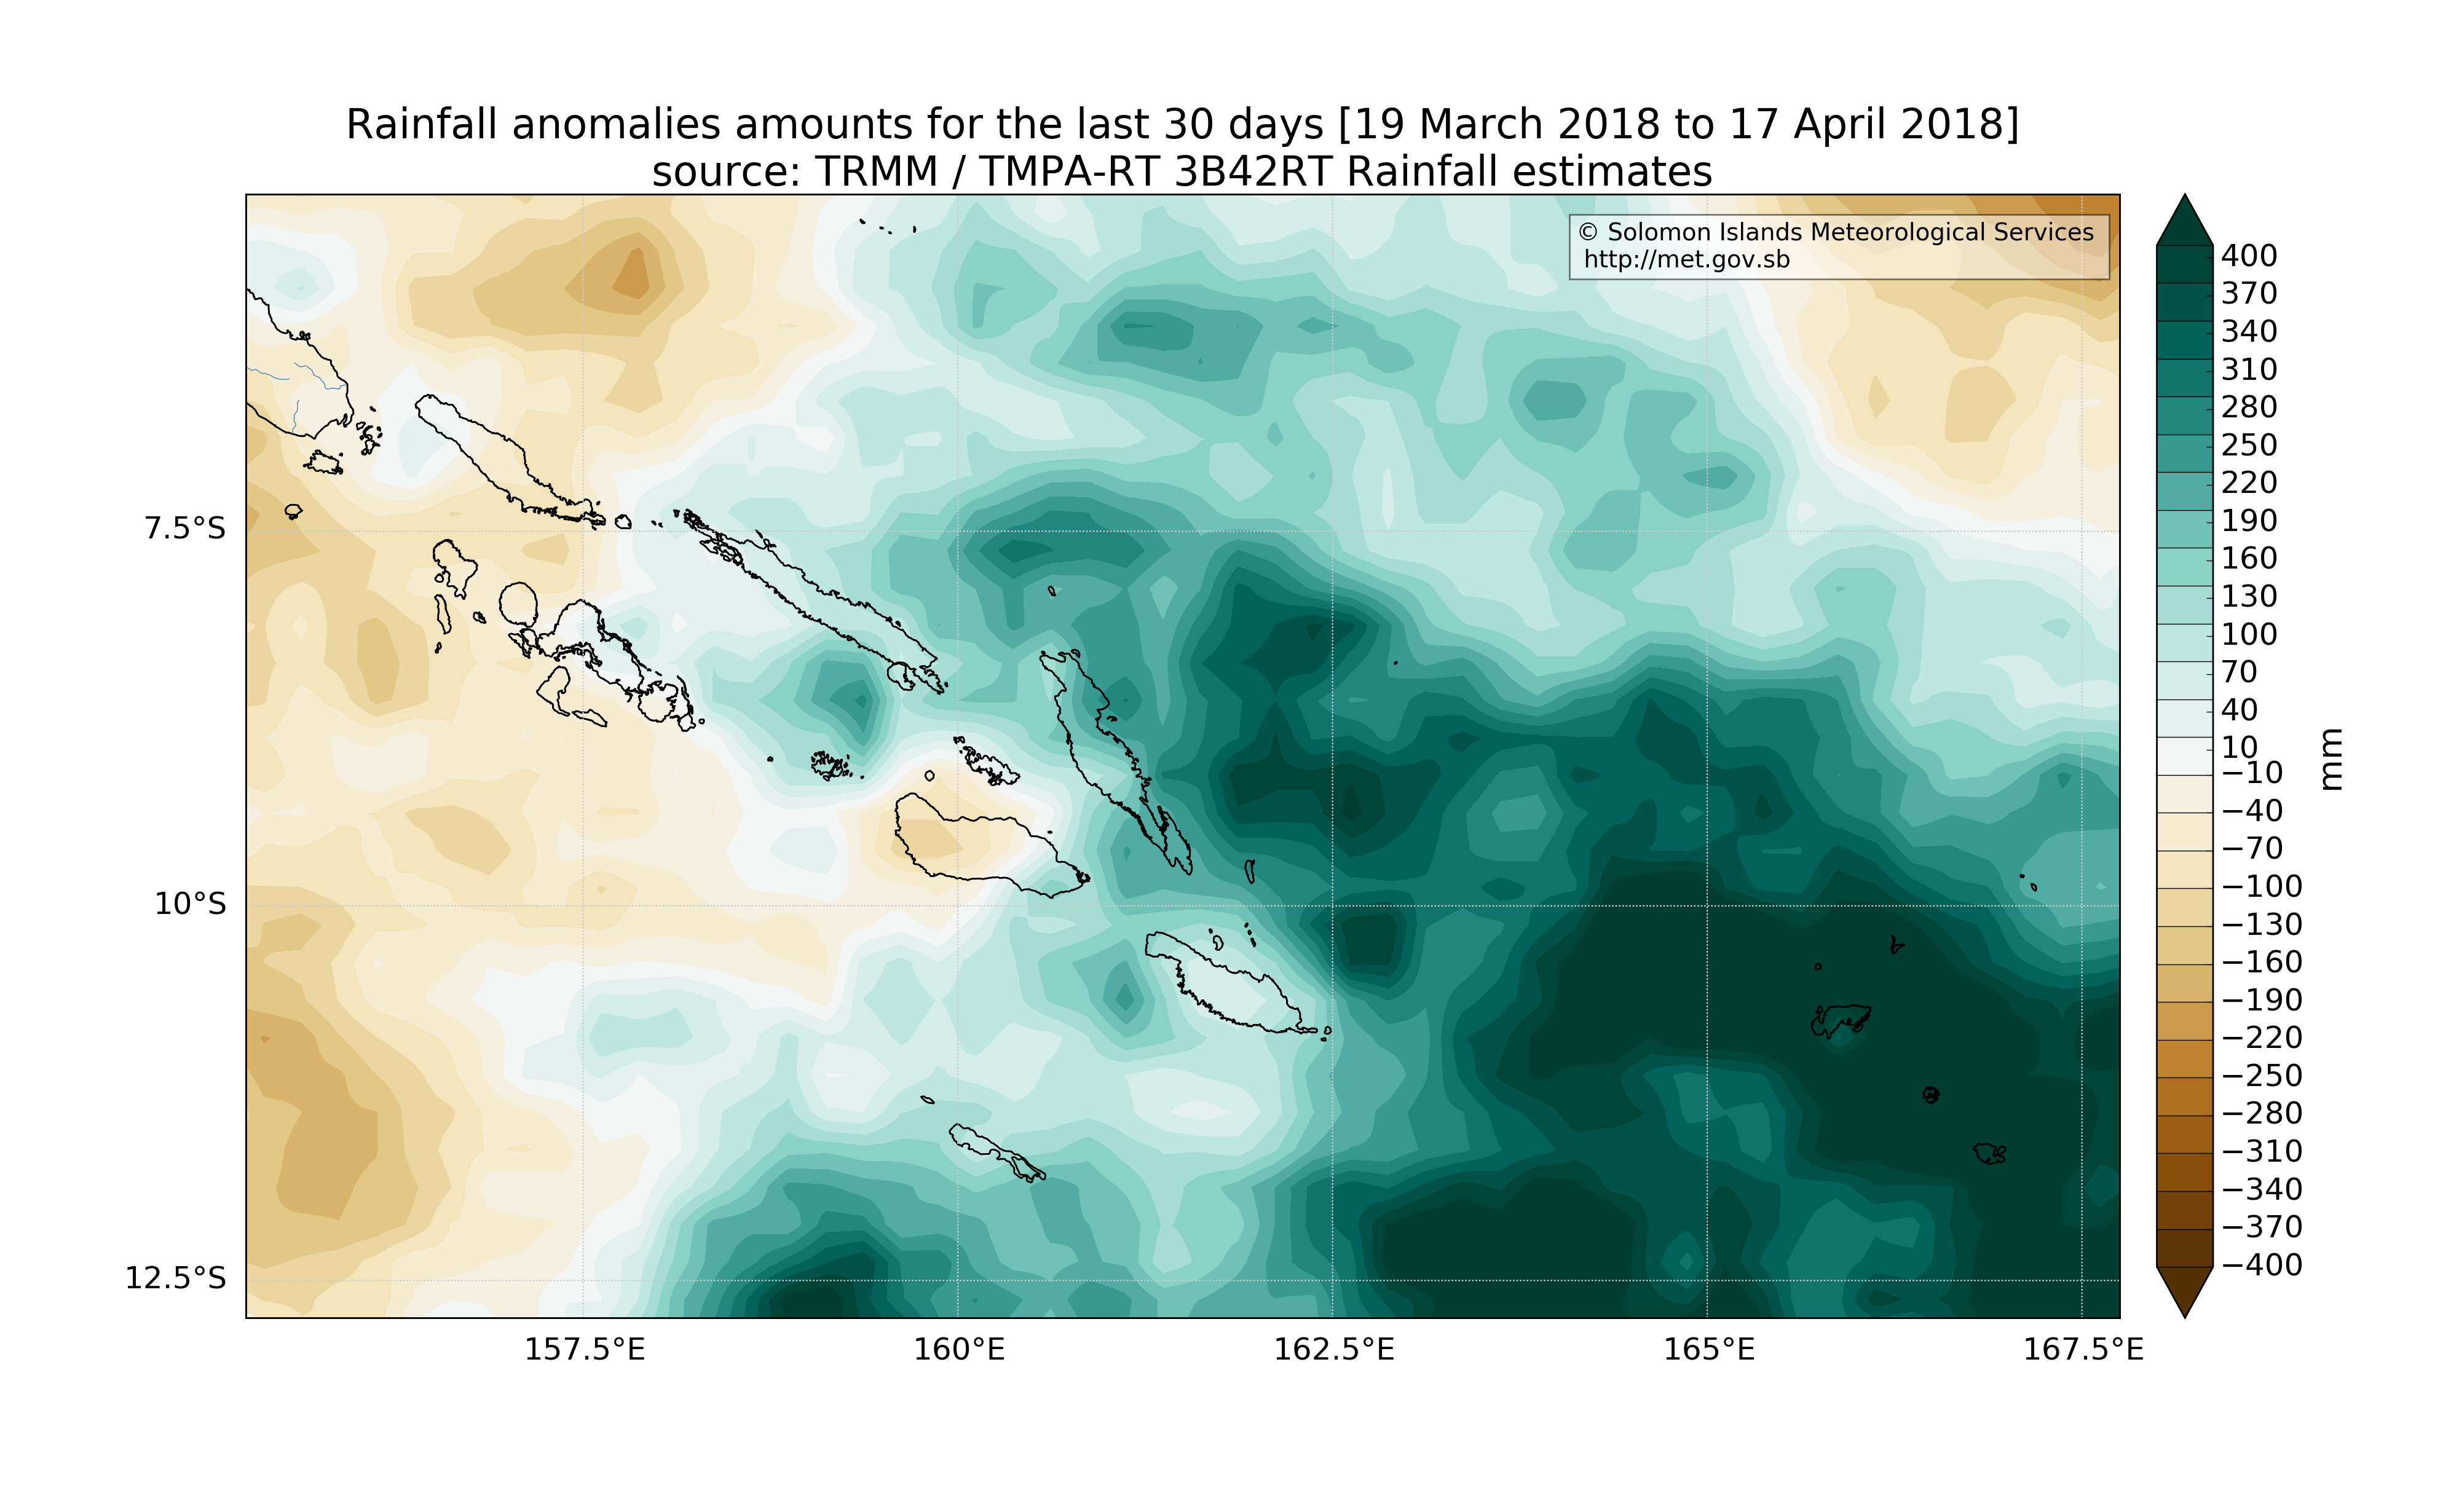 Rainfall anomalies amounts for the last 30 days [19 March 2018 to 17 April 2018]
source: TRMM / TMPA-RT 3B42RT Rainfall estimates
© Solomon Islands Meteorological Services
http://met.gov.sb
7.5°S
10°S
12.5°S
157.5°E
160°E
162.5°E
165°E
167.5°E
400
370
340
310
280
250
220
190
160
130
100
70
40
10
−10
−40
−70
−100
−130
−160
−190
−220
−250
−280
−310
−340
−370
−400
mm